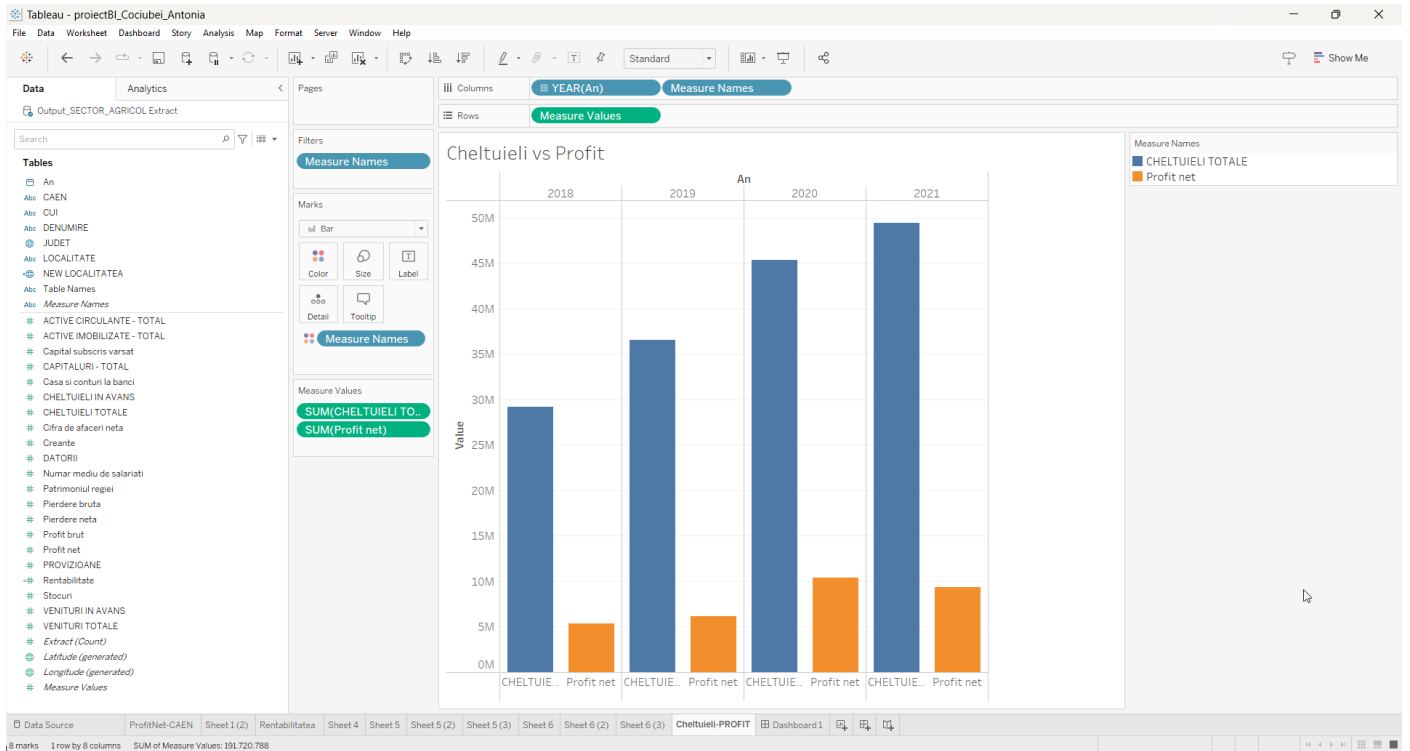 Tableau - proiectBI_Cociubei_Antonia
File Data Worksheet Dashboard Story Analysis Map Format Server Window Help
Standard
Show Me
Data Analytics
Output_SECTOR_AGRICOL Extract
Search
Tables
An
Abc CAEN
Abc CUI
Abc DENUMIRE
JUDET
Abc LOCALITATE
NEW LOCALITATEA
Abc Table Names
Abc Measure Names
# ACTIVE CIRCULANTE - TOTAL
# ACTIVE IMOBILIZATE - TOTAL
# Capital subscris varsat
# CAPITALURI - TOTAL
# Casa si conturi la banci
# CHELTUIELI IN AVANS
# CHELTUIELI TOTALE
# Cifra de afaceri neta
# Creante
# DATORII
# Numar mediu de salariati
# Patrimoniul regiei
# Pierdere bruta
# Pierdere neta
# Profit brut
# Profit net
# PROVIZIOANE
=# Rentabilitate
# Stocuri
# VENITURI IN AVANS
# VENITURI TOTALE
# Extract (Count)
Latitude (generated)
Longitude (generated)
# Measure Values
Pages
Filters
Measure Names
Marks
Bar
Color Size Label
Detail Tooltip
Measure Names
Measure Values
SUM(CHELTUIELI TO..
SUM(Profit net)
Columns
YEAR(An) Measure Names
Rows
Measure Values
Cheltuieli vs Profit
An
2018 2019 2020 2021
50M
45M
40M
35M
30M
25M
20M
15M
10M
5M
0M
Value
CHELTUIE.. Profit net CHELTUIE.. Profit net CHELTUIE.. Profit net CHELTUIE.. Profit net
Measure Names
CHELTUIELI TOTALE
Profit net
Data Source ProfitNet-CAEN Sheet 1 (2) Rentabilitatea Sheet 4 Sheet 5 Sheet 5 (2) Sheet 5 (3) Sheet 6 Sheet 6 (2) Sheet 6 (3) Cheltuieli-PROFIT Dashboard 1
8 marks 1 row by 8 columns SUM of Measure Values: 191.720.788